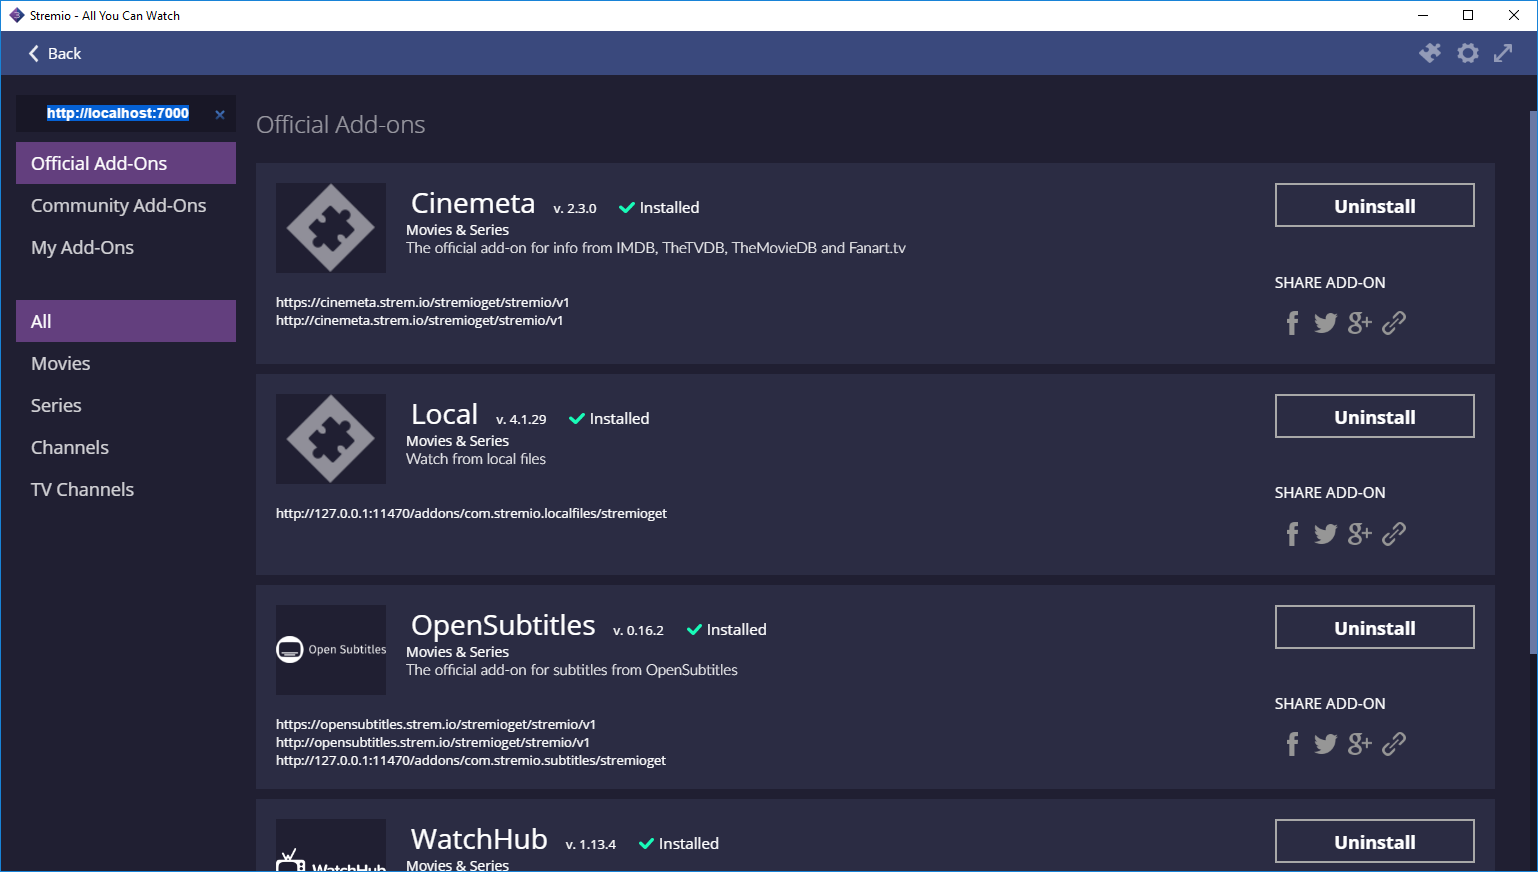 Stremio - All You Can Watch
Back
http://localhost:7000
Official Add-Ons
Community Add-Ons
My Add-Ons
All
Movies
Series
Channels
TV Channels
Official Add-ons
Cinemeta v. 2.3.0 Installed
Movies & Series
The official add-on for info from IMDB, TheTVDB, TheMovieDB and Fanart.tv
https://cinemeta.strem.io/stremioget/stremio/v1
http://cinemeta.strem.io/stremioget/stremio/v1
Uninstall
SHARE ADD-ON
Local v. 4.1.29 Installed
Movies & Series
Watch from local files
http://127.0.0.1:11470/addons/com.stremio.localfiles/stremioget
Uninstall
SHARE ADD-ON
Open Subtitles
OpenSubtitles v. 0.16.2 Installed
Movies & Series
The official add-on for subtitles from OpenSubtitles
https://opensubtitles.strem.io/stremioget/stremio/v1
http://opensubtitles.strem.io/stremioget/stremio/v1
http://127.0.0.1:11470/addons/com.stremio.subtitles/stremioget
Uninstall
SHARE ADD-ON
WatchHub
WatchHub v. 1.13.4 Installed
Movies & Series
Uninstall